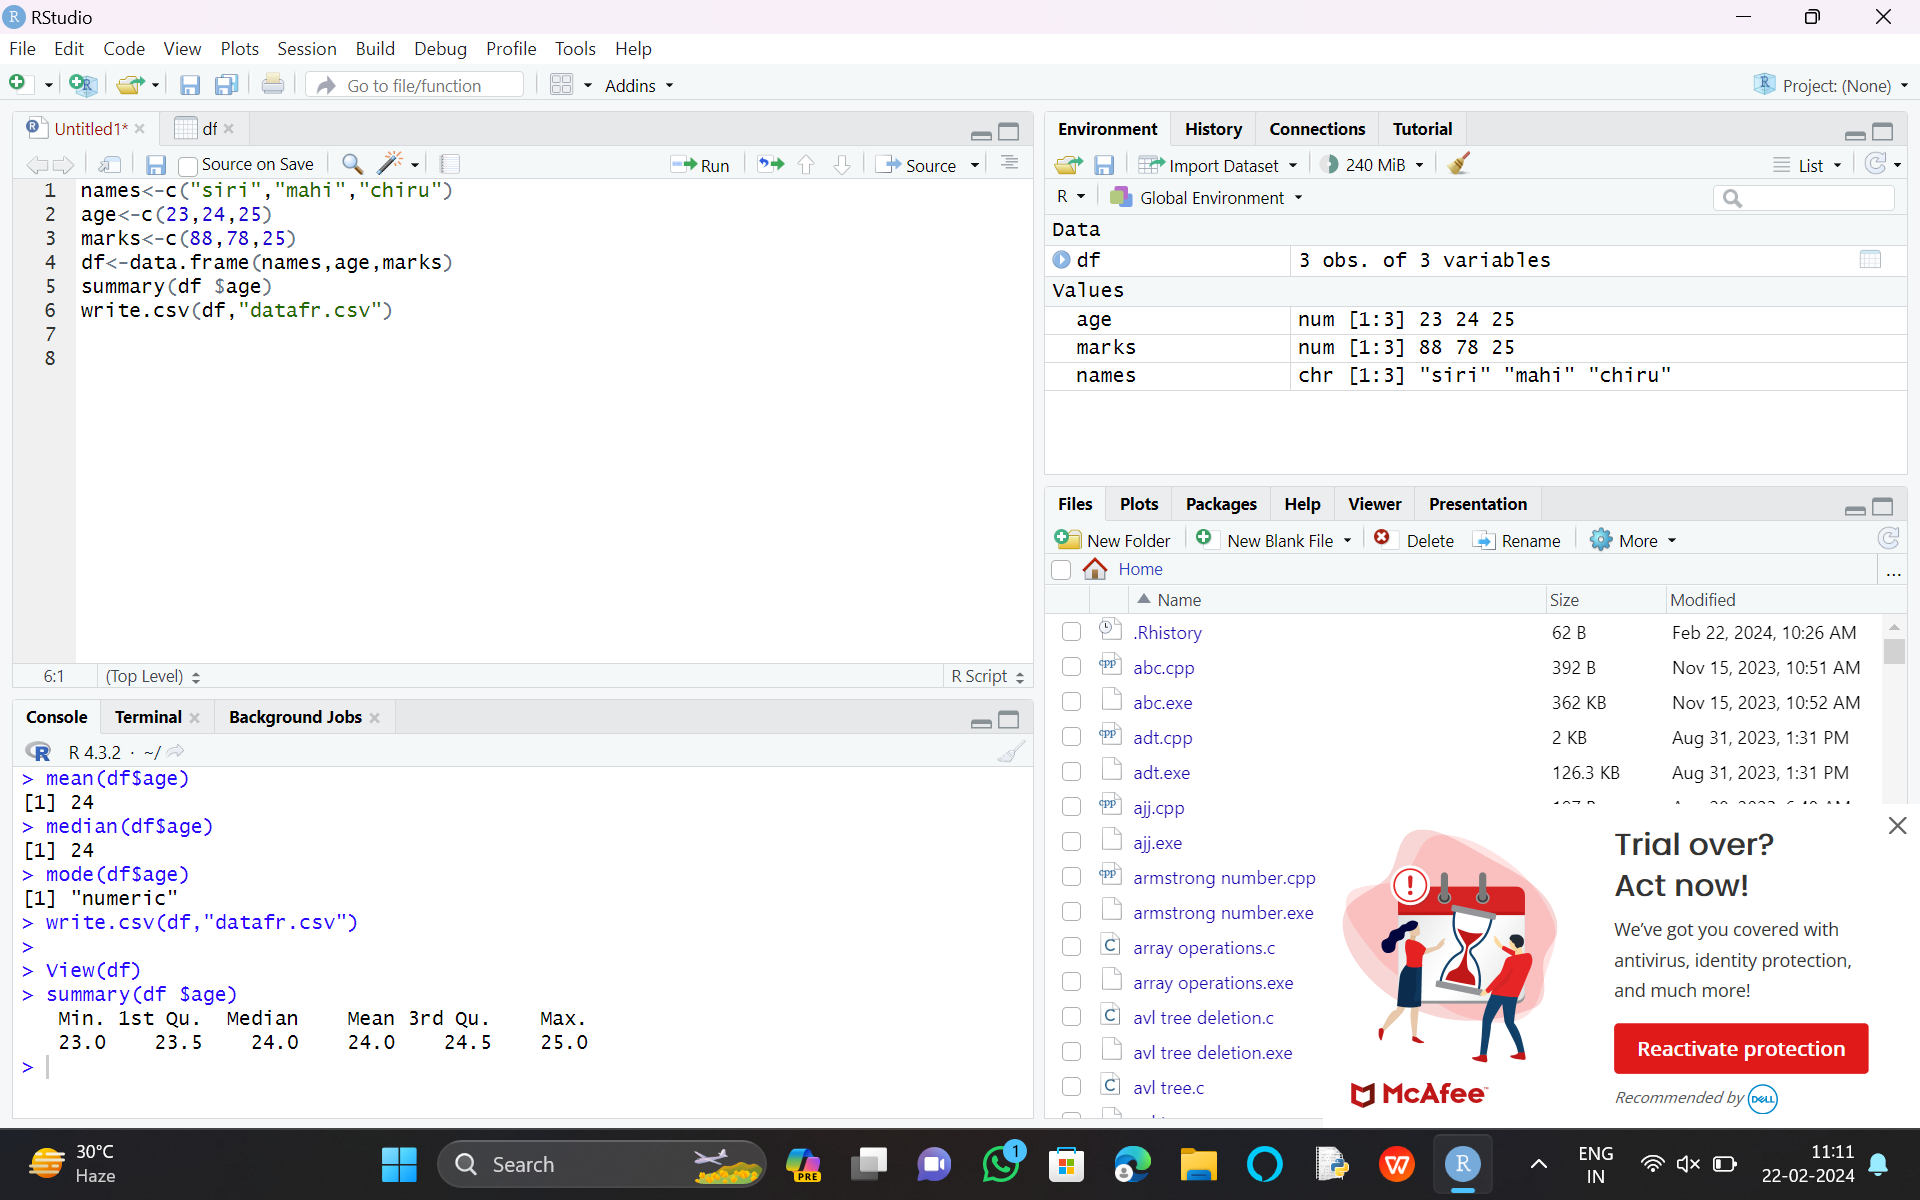 RStudio
File Edit Code View Plots Session Build Debug Profile Tools Help
Go to file/function Addins Project: (None)
Untitled1* df
Source on Save Run Source
1 names<-c("siri","mahi","chiru")
2 age<-c(23,24,25)
3 marks<-c(88,78,25)
4 df<-data.frame(names,age,marks)
5 summary(df $age)
6 write.csv(df,"datafr.csv")
7
8
6:1 (Top Level) R Script
Console Terminal Background Jobs
R 4.3.2 · ~/
> mean(df$age)
[1] 24
> median(df$age)
[1] 24
> mode(df$age)
[1] "numeric"
> write.csv(df,"datafr.csv")
>
> View(df)
> summary(df $age)
Min. 1st Qu. Median Mean 3rd Qu. Max.
23.0 23.5 24.0 24.0 24.5 25.0
>
Environment History Connections Tutorial
Import Dataset 240 MiB List
R Global Environment
Data
df 3 obs. of 3 variables
Values
age num [1:3] 23 24 25
marks num [1:3] 88 78 25
names chr [1:3] "siri" "mahi" "chiru"
Files Plots Packages Help Viewer Presentation
New Folder New Blank File Delete Rename More
Home ...
Name Size Modified
.Rhistory 62 B Feb 22, 2024, 10:26 AM
abc.cpp 392 B Nov 15, 2023, 10:51 AM
abc.exe 362 KB Nov 15, 2023, 10:52 AM
adt.cpp 2 KB Aug 31, 2023, 1:31 PM
adt.exe 126.3 KB Aug 31, 2023, 1:31 PM
ajj.cpp
ajj.exe
armstrong number.cpp
armstrong number.exe
array operations.c
array operations.exe
avl tree deletion.c
avl tree deletion.exe
avl tree.c
Trial over?
Act now!
We've got you covered with
antivirus, identity protection,
and much more!
Reactivate protection
McAfee
Recommended by DELL
30°C
Haze
Search
PRE
1
ENG
IN
11:11
22-02-2024